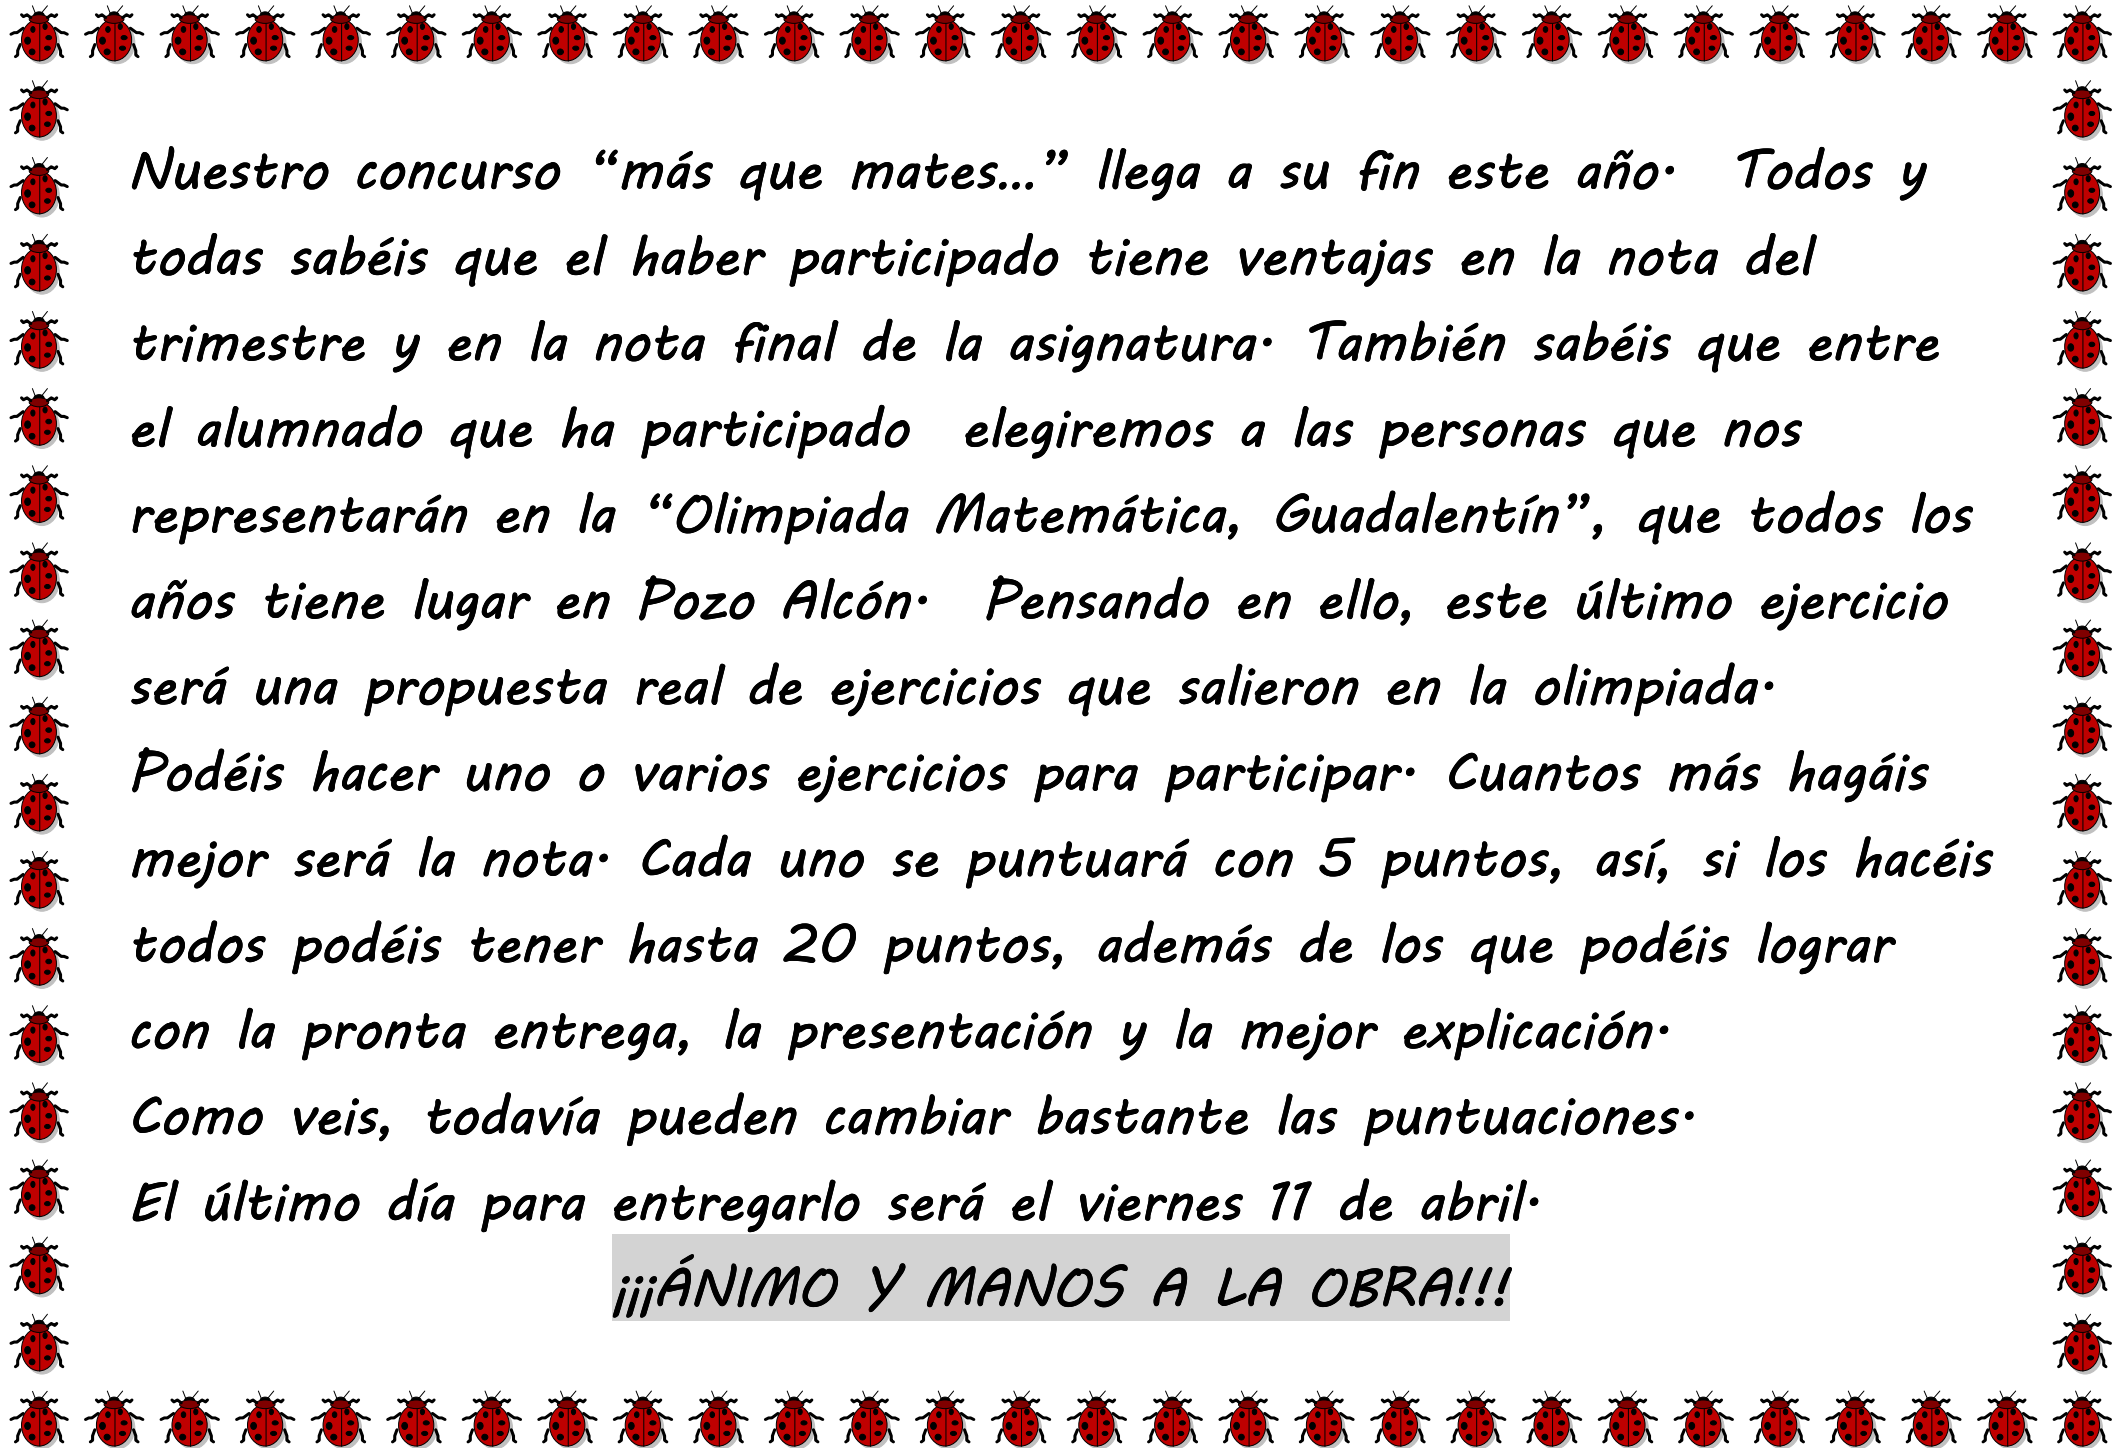 Nuestro concurso “más que mates...” llega a su fin este año.  Todos y
todas sabéis que el haber participado tiene ventajas en la nota del
trimestre y en la nota final de la asignatura. También sabéis que entre
el alumnado que ha participado  elegiremos a las personas que nos
representarán en la “Olimpiada Matemática, Guadalentín”, que todos los
años tiene lugar en Pozo Alcón.  Pensando en ello, este último ejercicio
será una propuesta real de ejercicios que salieron en la olimpiada.
Podéis hacer uno o varios ejercicios para participar. Cuantos más hagáis
mejor será la nota. Cada uno se puntuará con 5 puntos, así, si los hacéis
todos podéis tener hasta 20 puntos, además de los que podéis lograr
con la pronta entrega, la presentación y la mejor explicación.
Como veis, todavía pueden cambiar bastante las puntuaciones.
El último día para entregarlo será el viernes 11 de abril.
¡¡¡ÁNIMO Y MANOS A LA OBRA!!!